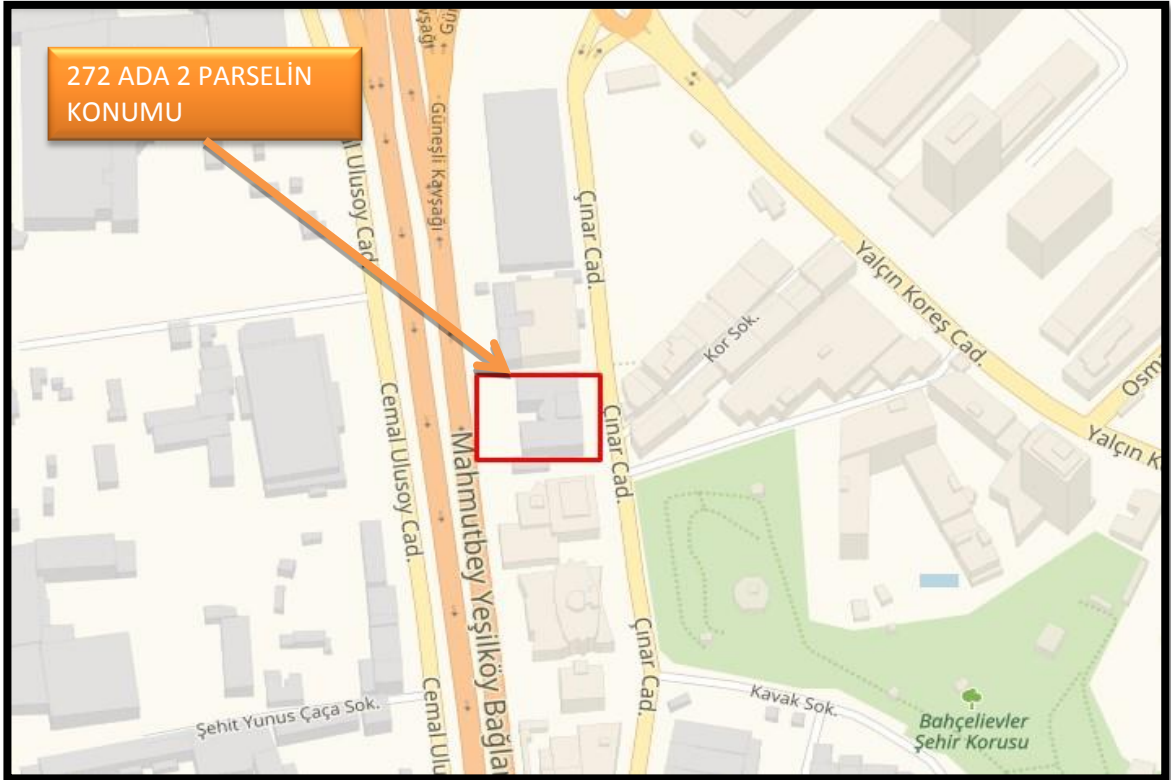 272 ADA 2 PARSELİN
KONUMU
Güneşli Kavşağı
Ulusoy Cad.
Çınar Cad.
Yalçın Koreş Cad.
Kor Sok.
Cemal Ulusoy Cad.
Mahmutbey Yeşilköy Bağla
Çınar Cad.
Yalçın K
Çınar Cad.
Kavak Sok.
Şehit Yunus Çaça Sok.
Cemal Ulu
Bahçelievler
Şehir Korusu